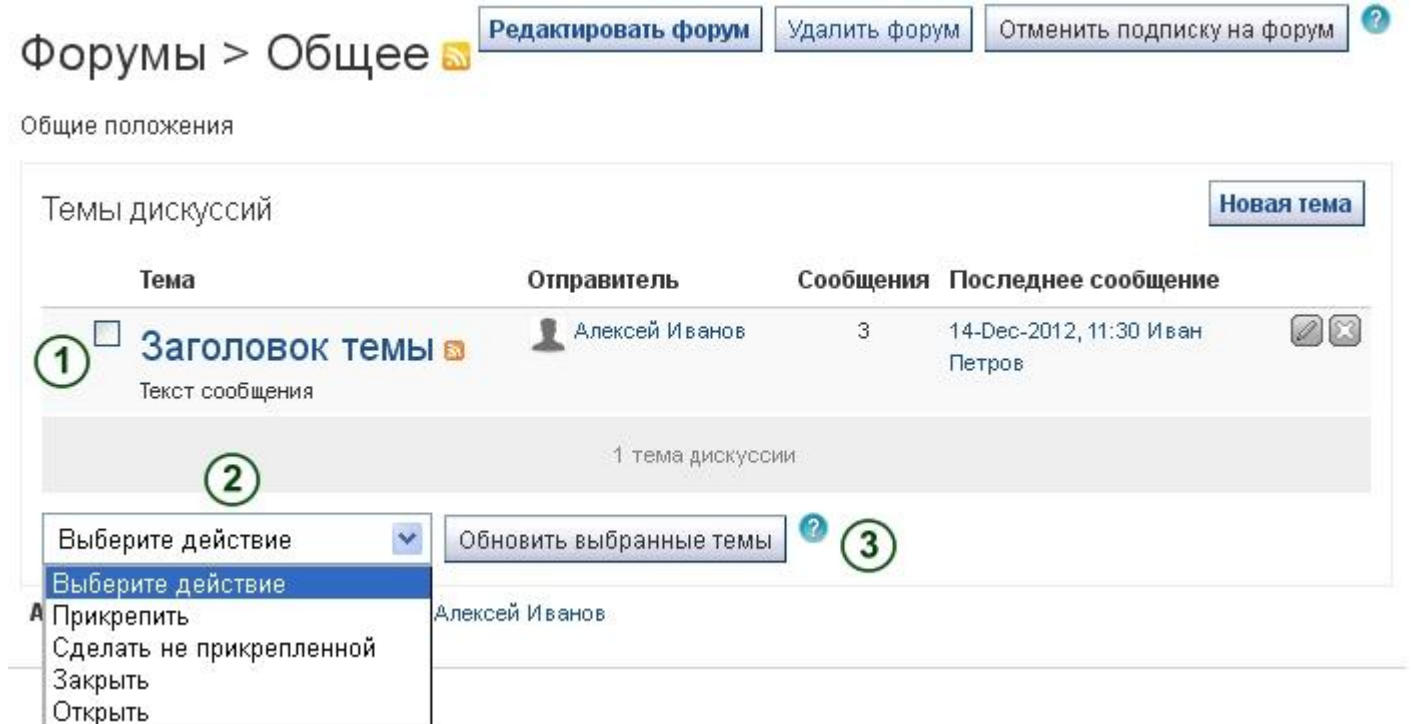 Форумы > Общее
Редактировать форум
Удалить форум
Отменить подписку на форум
?
Общие положения
Темы дискуссий
Новая тема
Тема Отправитель Сообщения Последнее сообщение
1
Заголовок темы
Алексей Иванов
3
14-Dec-2012, 11:30 Иван
Петров
Текст сообщения
1 тема дискуссии
2
Выберите действие
Обновить выбранные темы
?
3
Выберите действие
Прикрепить
Сделать не прикрепленной
Закрыть
Открыть
А
Алексей Иванов